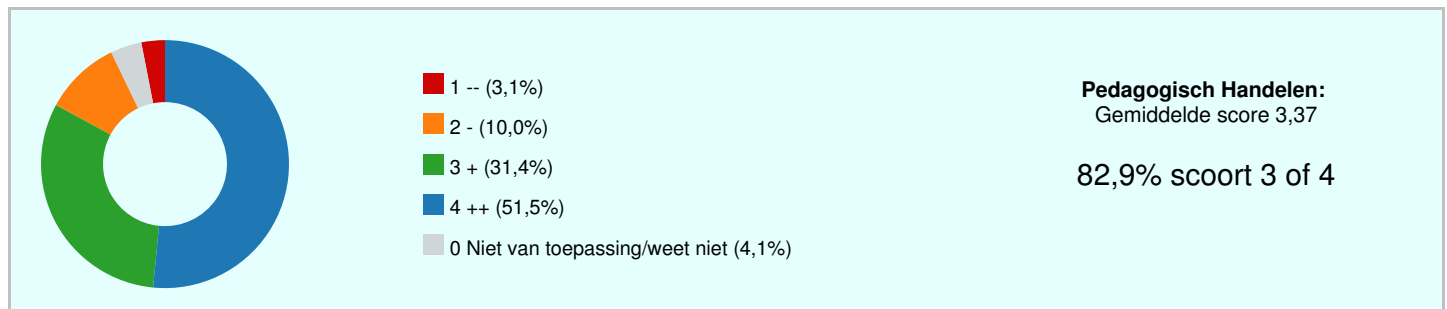 1 -- (3,1%)
2 - (10,0%)
3 + (31,4%)
4 ++ (51,5%)
0 Niet van toepassing/weet niet (4,1%)
Pedagogisch Handelen:
Gemiddelde score 3,37
82,9% scoort 3 of 4